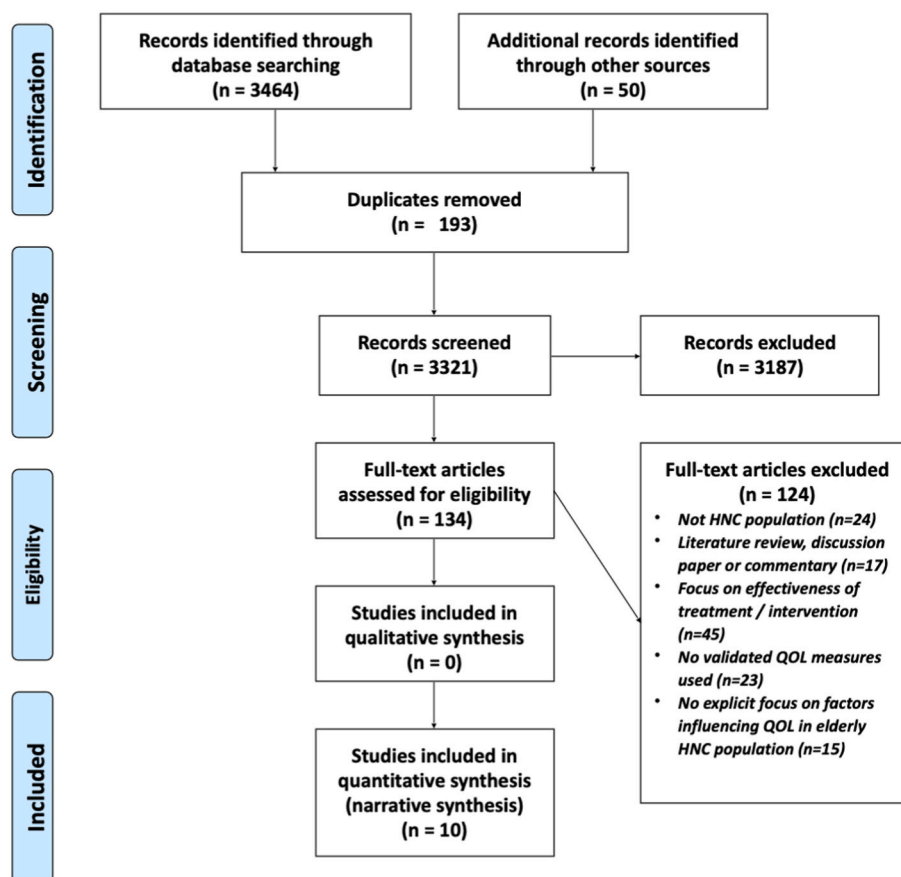 Identification
Records identified through
database searching
(n = 3464)
Additional records identified
through other sources
(n = 50)
Duplicates removed
(n = 193)
Screening
Records screened
(n = 3321)
Records excluded
(n = 3187)
Eligibility
Full-text articles
assessed for eligibility
(n = 134)
Full-text articles excluded
(n = 124)
• Not HNC population (n=24)
• Literature review, discussion
paper or commentary (n=17)
• Focus on effectiveness of
treatment / intervention
(n=45)
• No validated QOL measures
used (n=23)
• No explicit focus on factors
influencing QOL in elderly
HNC population (n=15)
Studies included in
qualitative synthesis
(n = 0)
Included
Studies included in
quantitative synthesis
(narrative synthesis)
(n = 10)